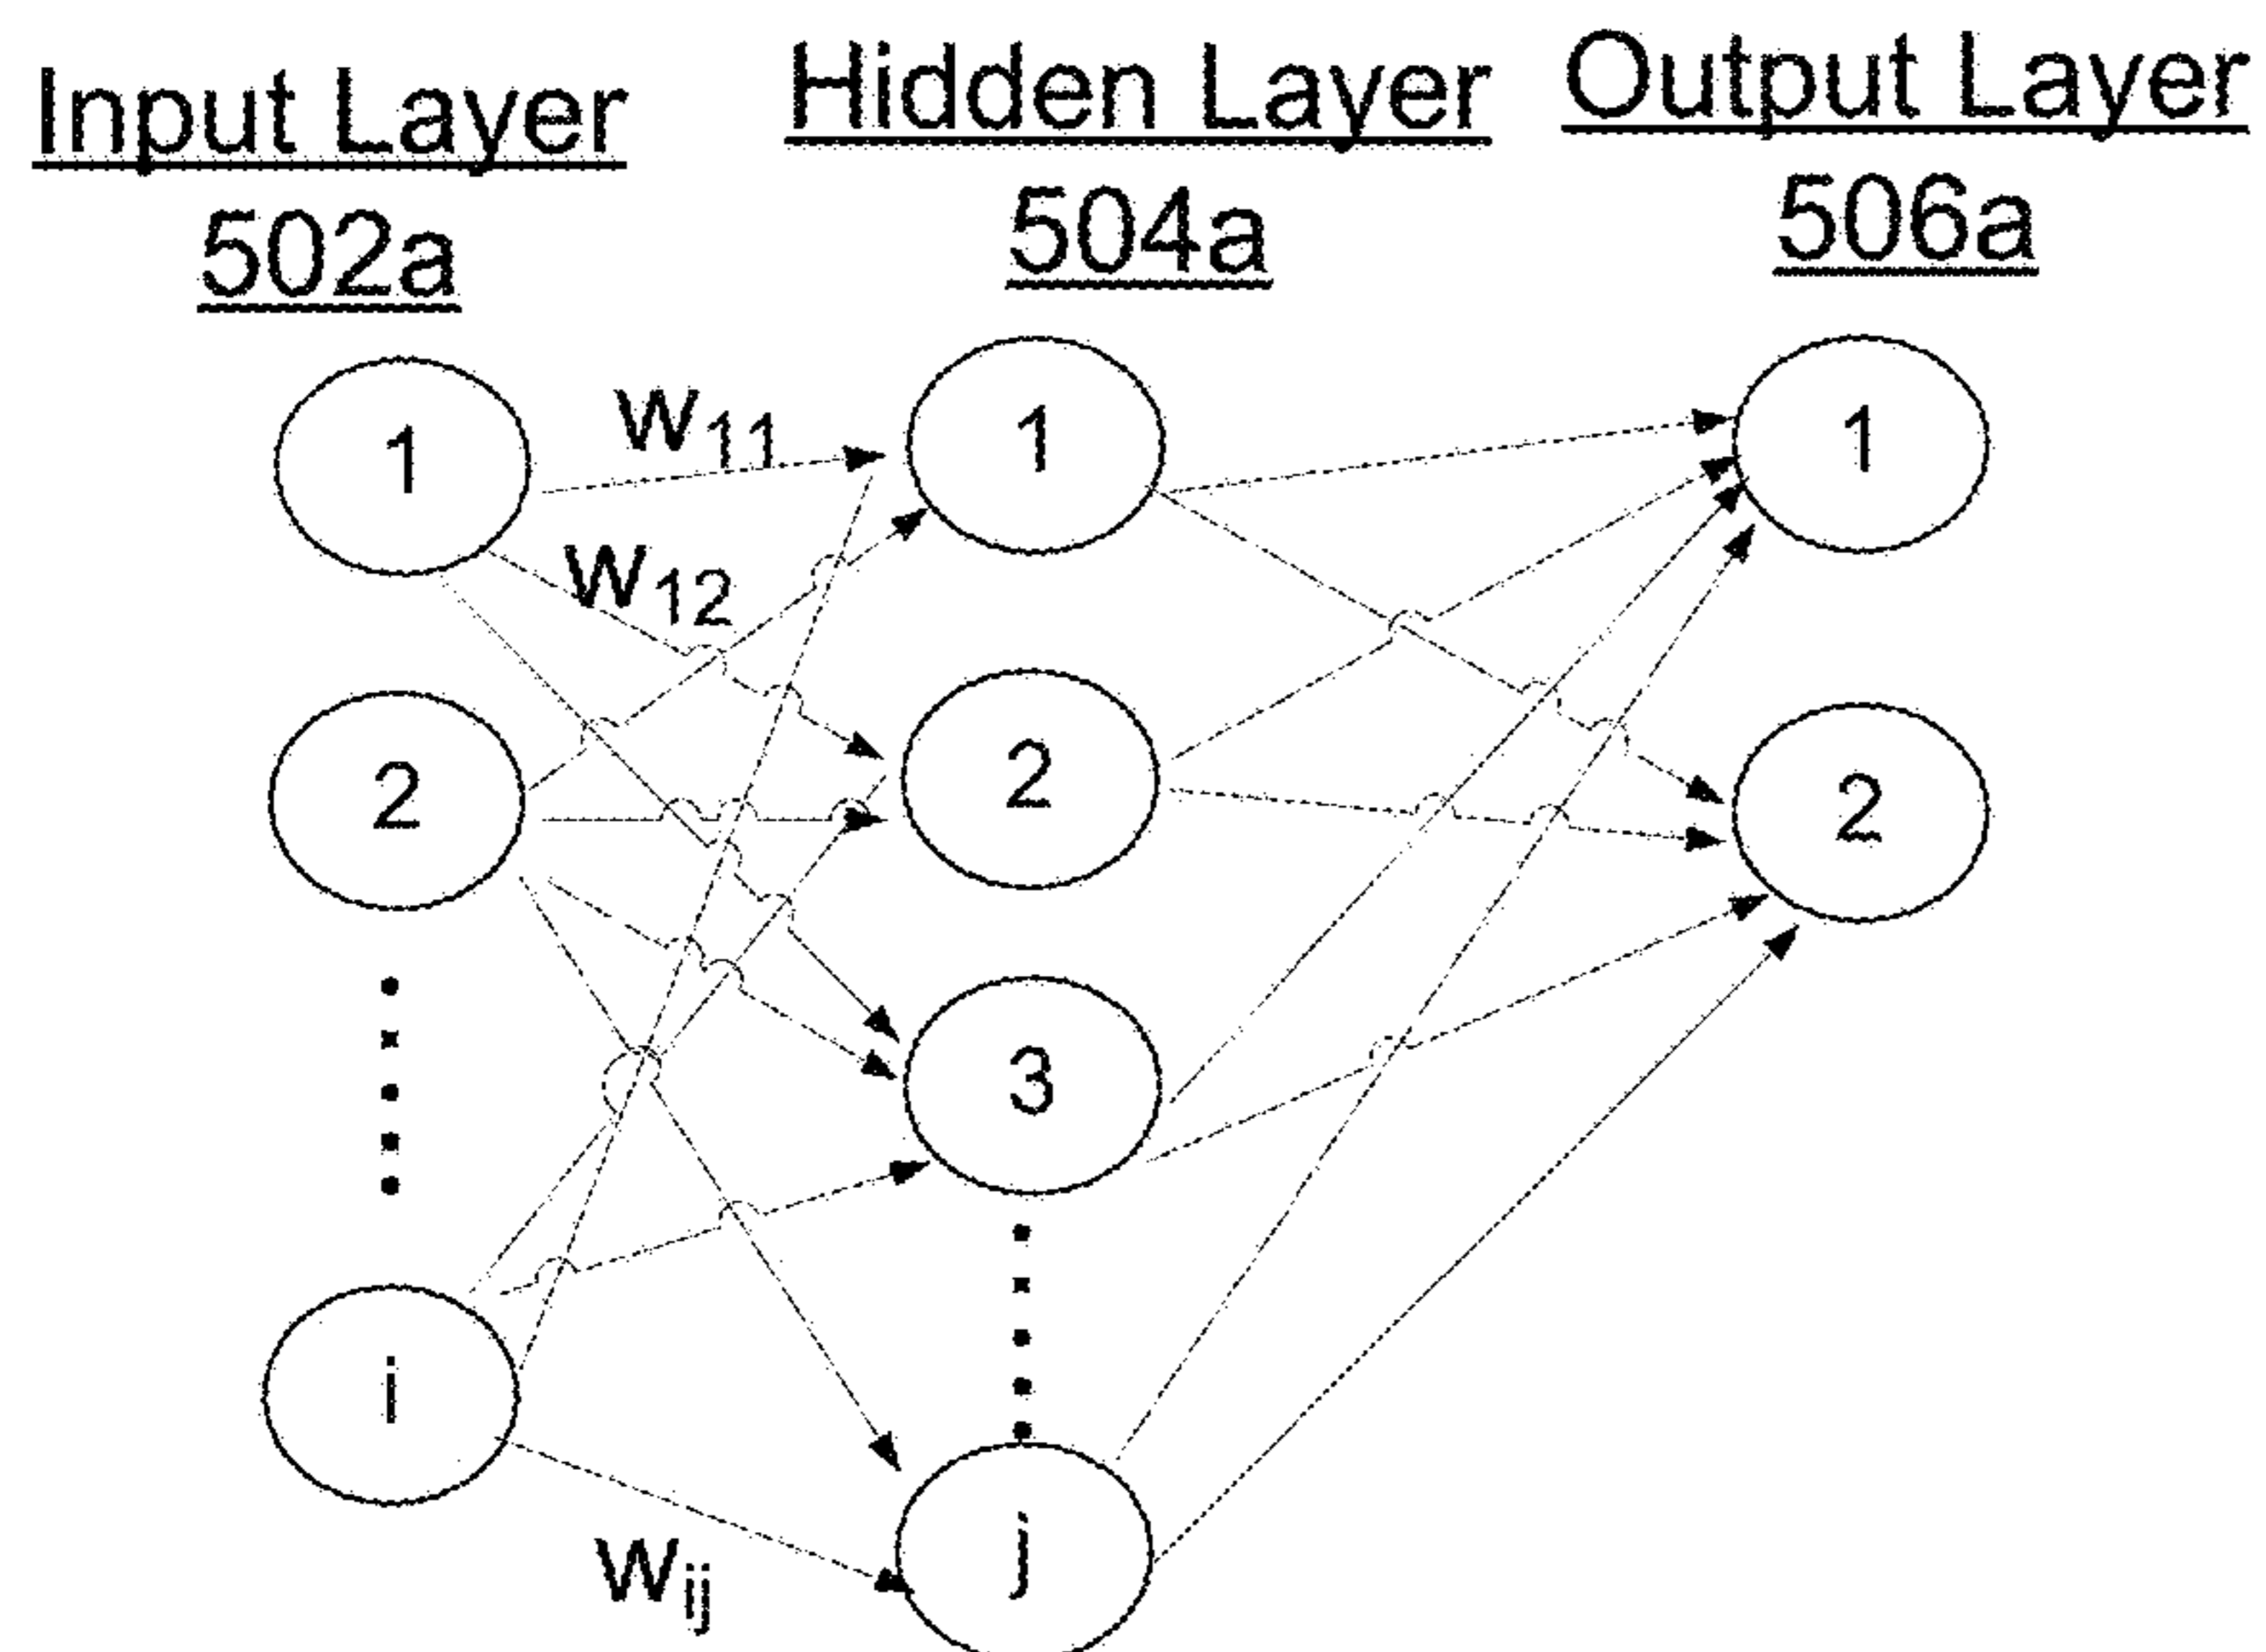 Input Layer Hidden Layer Output Layer
502a 504a 506a
1 w11 1 1
w12
2 2 2
3
i
j
wij